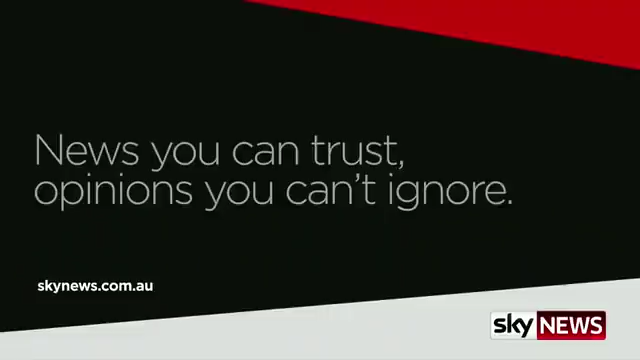 News you can trust,
opinions you can't ignore.
skynews.com.au
sky NEWS